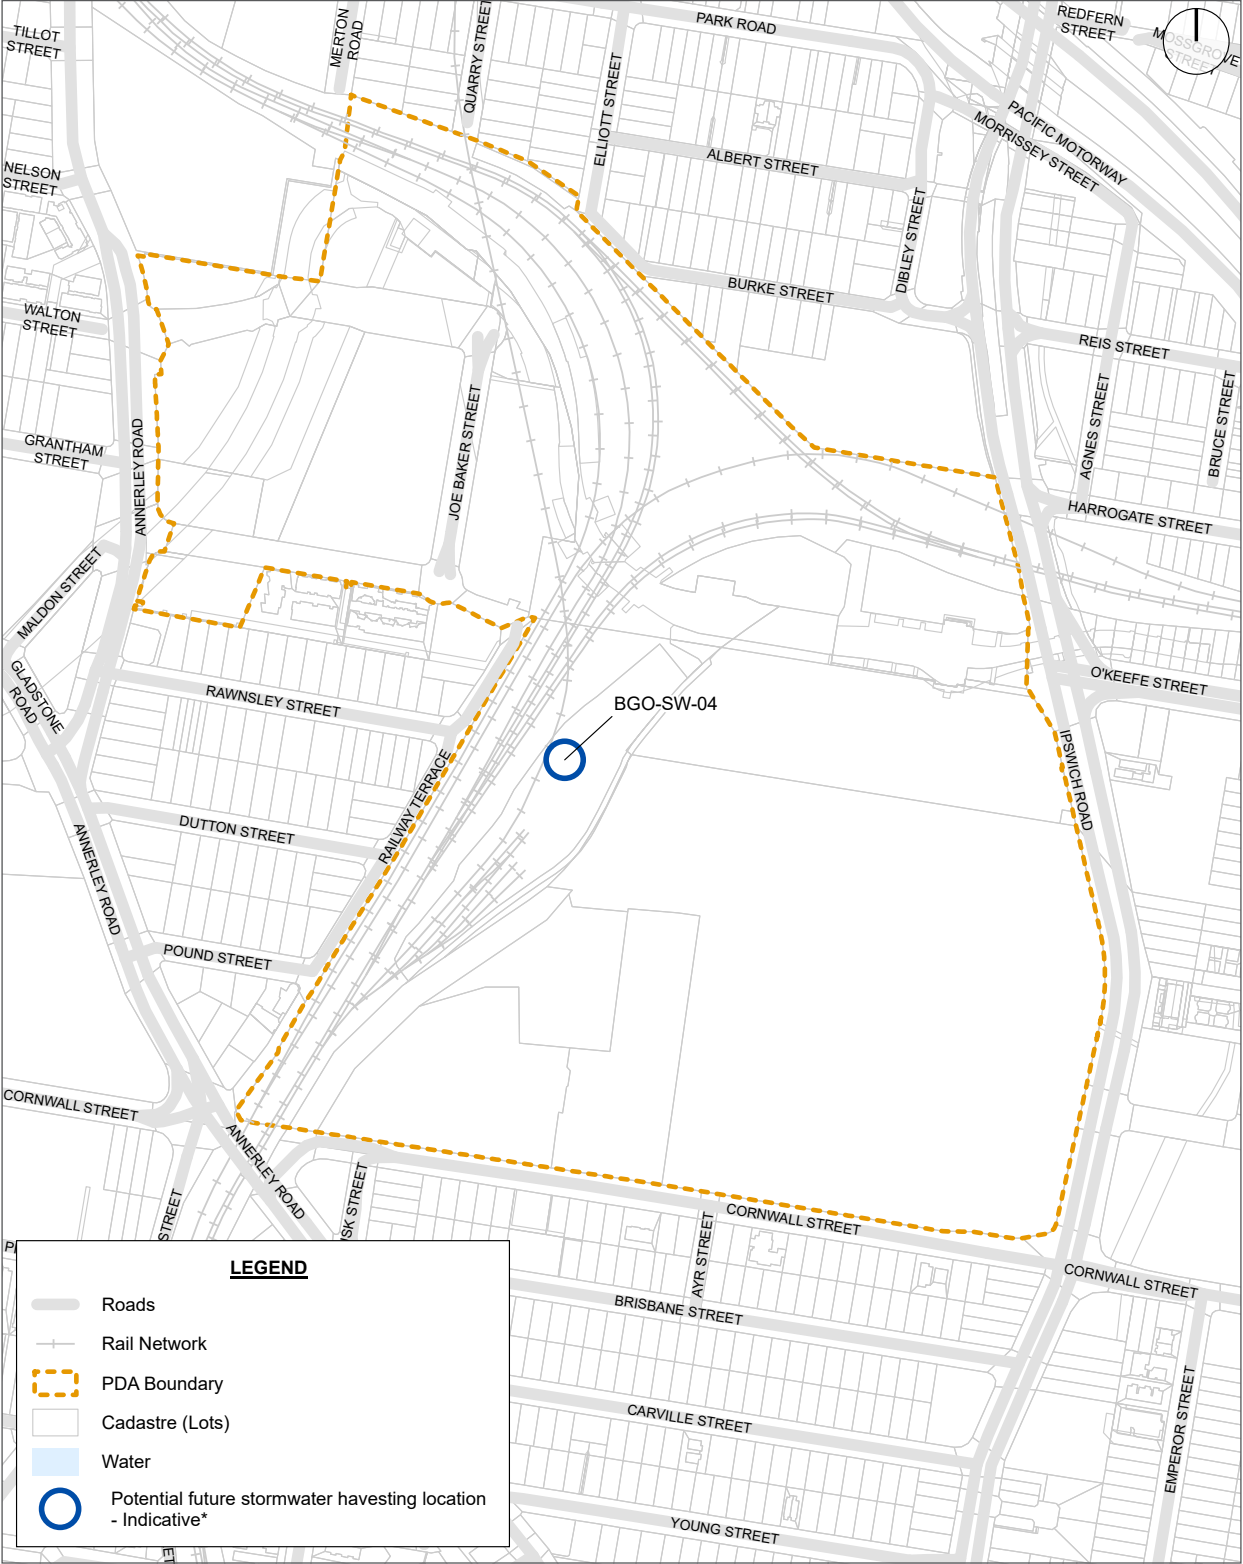 TILLOT
STREET
MERTON
ROAD
QUARRY STREET
PARK ROAD
REDFERN
STREET
MOSSGROVE
STREET
ELLIOTT STREET
PACIFIC MOTORWAY
MORRISSEY STREET
ALBERT STREET
NELSON
STREET
DIBLEY STREET
BURKE STREET
WALTON
STREET
REIS STREET
AGNES STREET
BRUCE STREET
JOE BAKER STREET
ANNERLEY ROAD
GRANTHAM
STREET
HARROGATE STREET
MALDON STREET
GLADSTONE
ROAD
RAWNSLEY STREET
O'KEEFE STREET
BGO-SW-04
IPSWICH ROAD
RAILWAY TERRACE
DUTTON STREET
ANNERLEY ROAD
POUND STREET
CORNWALL STREET
ANNERLEY ROAD
STREET
ISK STREET
CORNWALL STREET
AYR STREET
CORNWALL STREET
BRISBANE STREET
CARVILLE STREET
EMPEROR STREET
YOUNG STREET
LEGEND
Roads
Rail Network
PDA Boundary
Cadastre (Lots)
Water
Potential future stormwater havesting location
- Indicative*